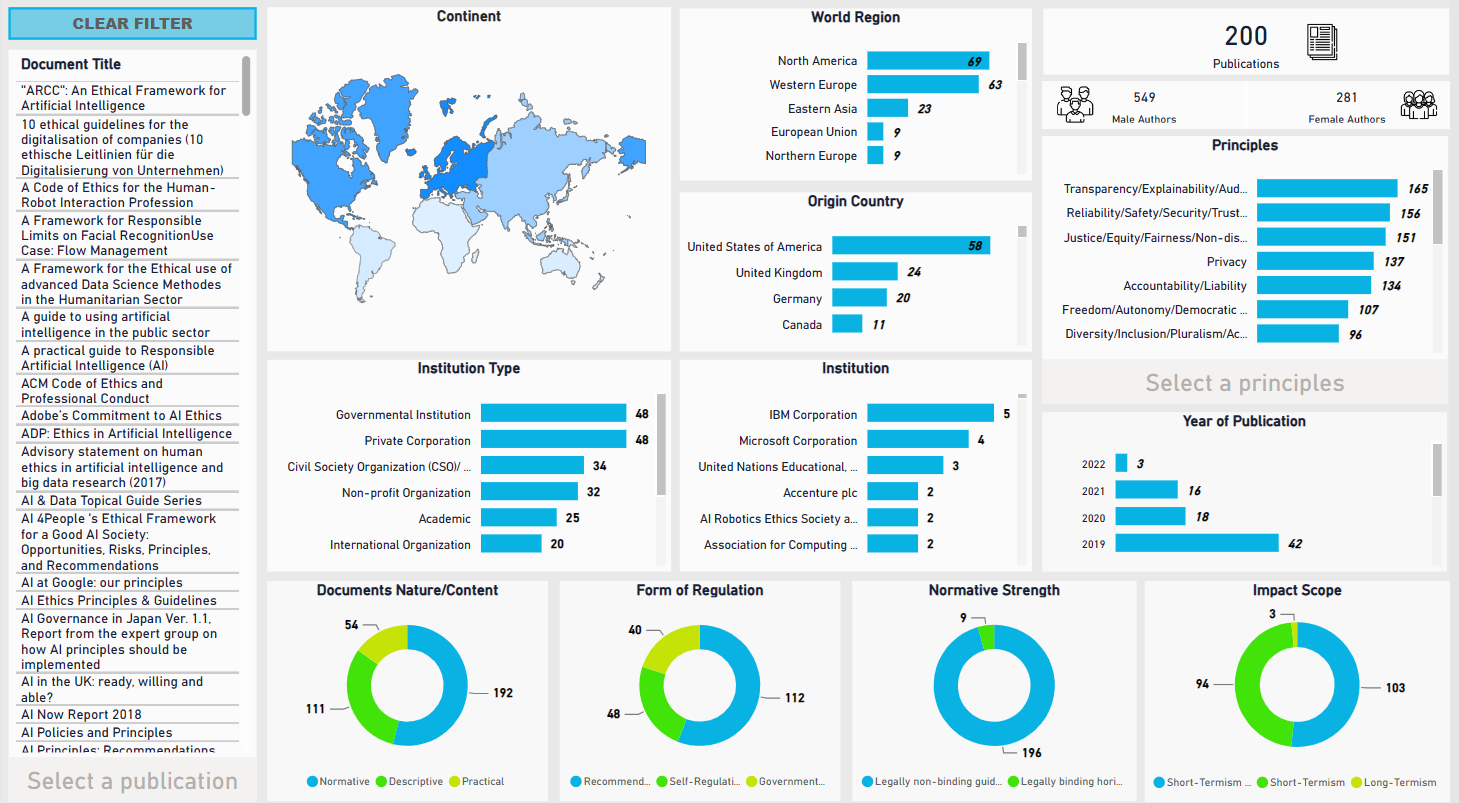 CLEAR FILTER
Document Title
"ARCC": An Ethical Framework for
Artificial Intelligence
10 ethical guidelines for the
digitalisation of companies (10
ethische Leitlinien für die
Digitalisierung von Unternehmen)
A Code of Ethics for the Human-
Robot Interaction Profession
A Framework for Responsible
Limits on Facial RecognitionUse
Case: Flow Management
A Framework for the Ethical use of
advanced Data Science Methodes
in the Humanitarian Sector
A guide to using artificial
intelligence in the public sector
A practical guide to Responsible
Artificial Intelligence (AI)
ACM Code of Ethics and
Professional Conduct
Adobe's Commitment to AI Ethics
ADP: Ethics in Artificial Intelligence
Advisory statement on human
ethics in artificial intelligence and
big data research (2017)
AI & Data Topical Guide Series
AI 4People 's Ethical Framework
for a Good AI Society:
Opportunities, Risks, Principles,
and Recommendations
AI at Google: our principles
AI Ethics Principles & Guidelines
AI Governance in Japan Ver. 1.1,
Report from the expert group on
how AI principles should be
implemented
AI in the UK: ready, willing and
able?
AI Now Report 2018
AI Policies and Principles
AI Principles: Recommendations
Select a publication
Continent
World Region
North America 69
Western Europe 63
Eastern Asia 23
European Union 9
Northern Europe 9
Origin Country
United States of America 58
United Kingdom 24
Germany 20
Canada 11
200
Publications
549
Male Authors
281
Female Authors
Principles
Transparency/Explainability/Aud... 165
Reliability/Safety/Security/Trust... 156
Justice/Equity/Fairness/Non-dis... 151
Privacy 137
Accountability/Liability 134
Freedom/Autonomy/Democratic ... 107
Diversity/Inclusion/Pluralism/Ac... 96
Select a principles
Institution Type
Governmental Institution 48
Private Corporation 48
Civil Society Organization (CSO)/ ... 34
Non-profit Organization 32
Academic 25
International Organization 20
Institution
IBM Corporation 5
Microsoft Corporation 4
United Nations Educational, ... 3
Accenture plc 2
AI Robotics Ethics Society a... 2
Association for Computing ... 2
Year of Publication
2022 3
2021 16
2020 18
2019 42
Documents Nature/Content
54
192
111
Normative Descriptive Practical
Form of Regulation
40
112
48
Recommend... Self-Regulati... Government...
Normative Strength
9
196
Legally non-binding guid... Legally binding hori...
Impact Scope
3
94
103
Short-Termism ... Short-Termism Long-Termism